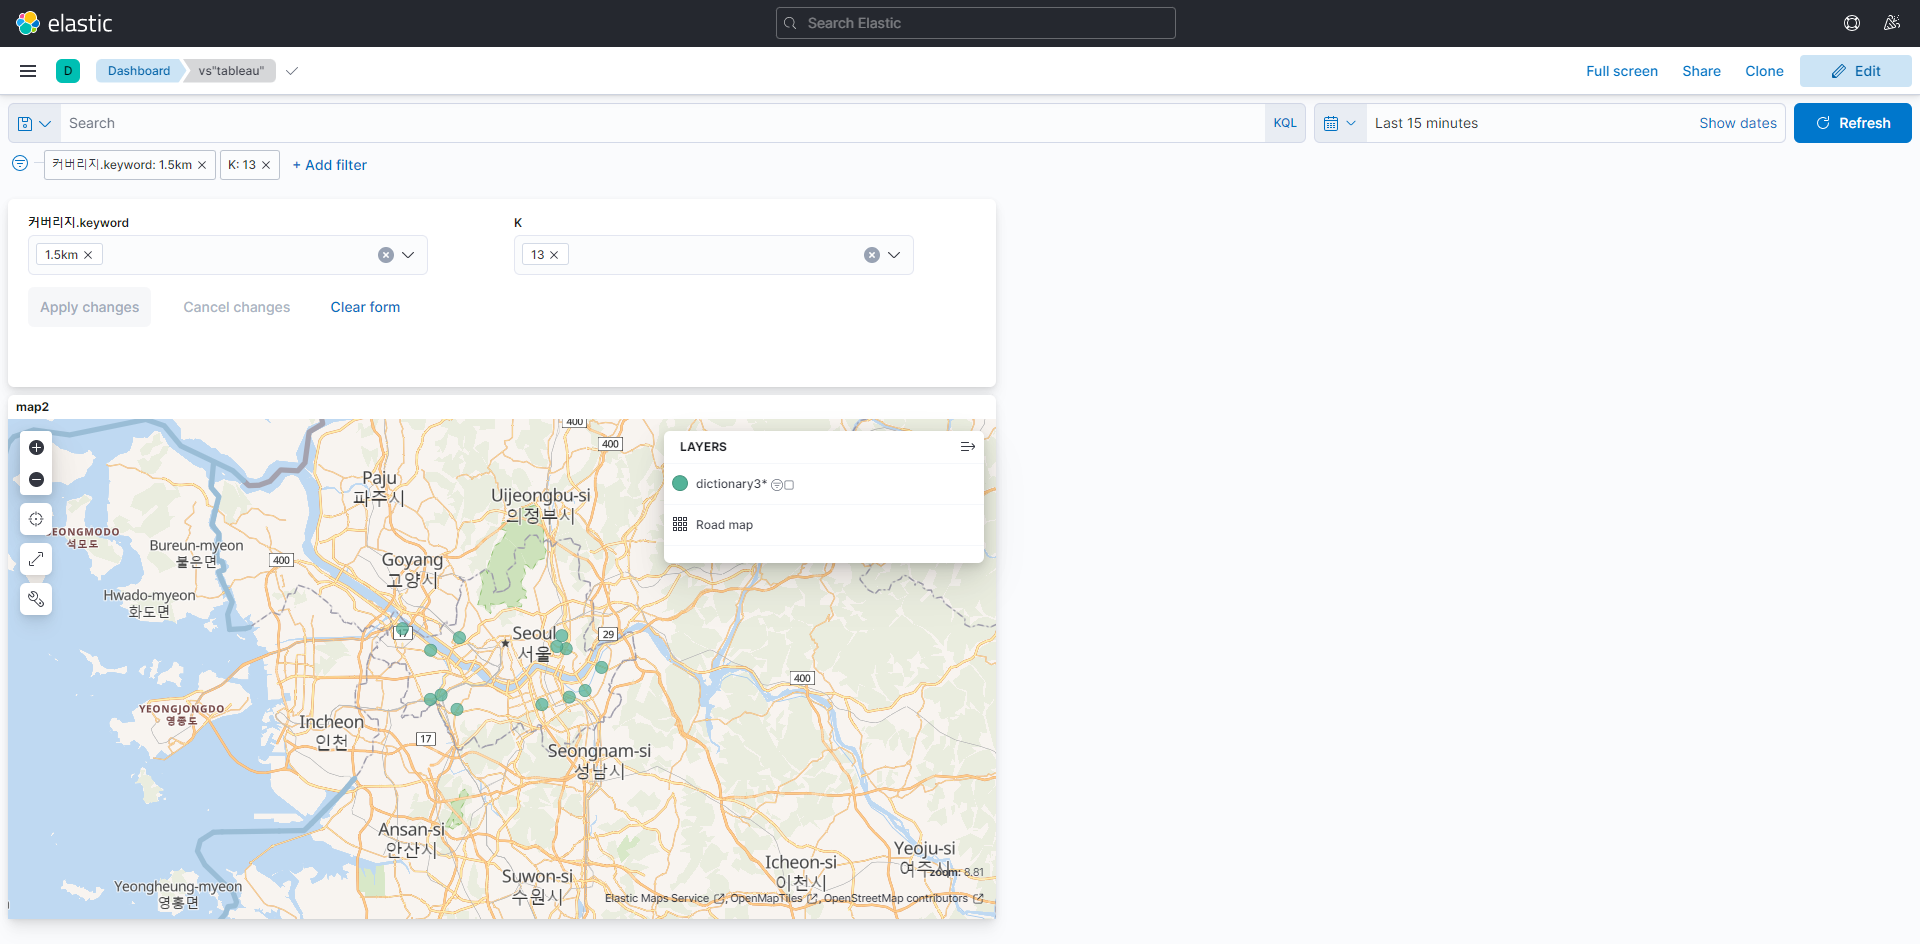 elastic
Search Elastic
D
Dashboard
vs"tableau"
Full screen
Share
Clone
Edit
Search
KQL
Last 15 minutes
Show dates
Refresh
커버리지.keyword: 1.5km
K: 13
+ Add filter
커버리지.keyword
K
1.5km
13
Apply changes
Cancel changes
Clear form
map2
400
400
LAYERS
dictionary3*
Road map
Paju
파주시
Uijeongbu-si
의정부시
EONGMODO
석모도
Bureun-myeon
불은면
400
Goyang
고양시
Hwado-myeon
화도면
17
Seoul
서울
29
400
YEONGJONGDO
영종도
Incheon
인천
17
Seongnam-si
성남시
Ansan-si
안산시
Icheon-si
이천시
Yeoju-si
여주시
zoom: 8.81
Suwon-si
수원시
Yeongheung-myeon
영흥면
Elastic Maps Service , OpenMapTiles , OpenStreetMap contributors